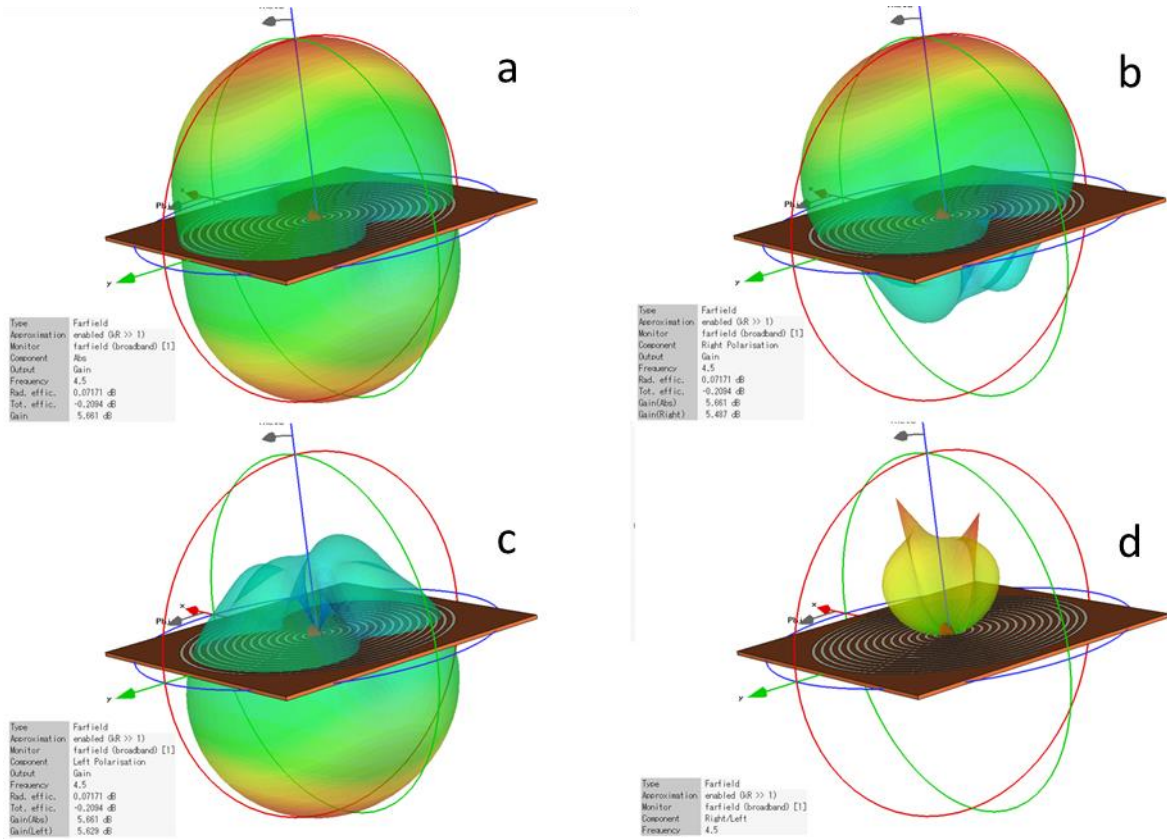 a
b
y
Type Farfield
Approximation enabled (kR >> 1)
Monitor farfield (broadband) [1]
Component Abs
Output Gain
Frequency 4.5
Rad. effic. 0.07171 dB
Tot. effic. -0.2094 dB
Gain 5.661 dB
y
Type Farfield
Approximation enabled (kR >> 1)
Monitor farfield (broadband) [1]
Component Right Polarisation
Output Gain
Frequency 4.5
Rad. effic. 0.07171 dB
Tot. effic. -0.2094 dB
Gain(Abs) 5.661 dB
Gain(Right) 5.487 dB
c
d
x
y
Type Farfield
Approximation enabled (kR >> 1)
Monitor farfield (broadband) [1]
Component Left Polarisation
Output Gain
Frequency 4.5
Rad. effic. 0.07171 dB
Tot. effic. -0.2094 dB
Gain(Abs) 5.661 dB
Gain(Left) 5.629 dB
x
y
Type Farfield
Approximation enabled (kR >> 1)
Monitor farfield (broadband) [1]
Component Right/Left
Frequency 4.5